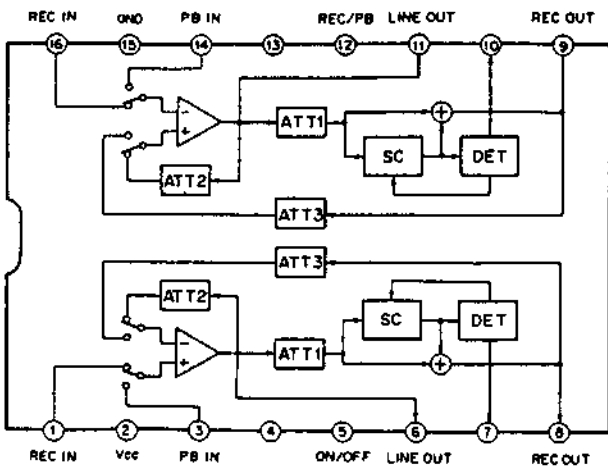 REC IN GND PB IN REC/PB LINE OUT REC OUT
16 15 14 13 12 11 10 9
- + ATT1 +
ATT2 SC DET
ATT3
ATT3
ATT2 SC DET
- + ATT1 +
1 2 3 4 5 6 7 8
REC IN Vcc PB IN ON/OFF LINE OUT REC OUT